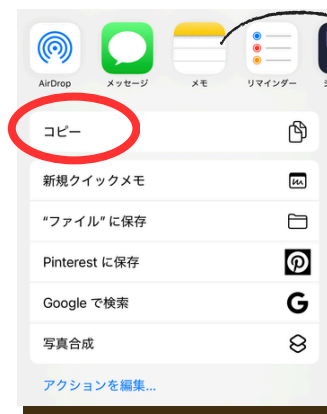 AirDrop
メッセージ
メモ
リマインダー
コピー
新規クイックメモ
“ファイル” に保存
Pinterest に保存
Google で検索
写真合成
アクションを編集...